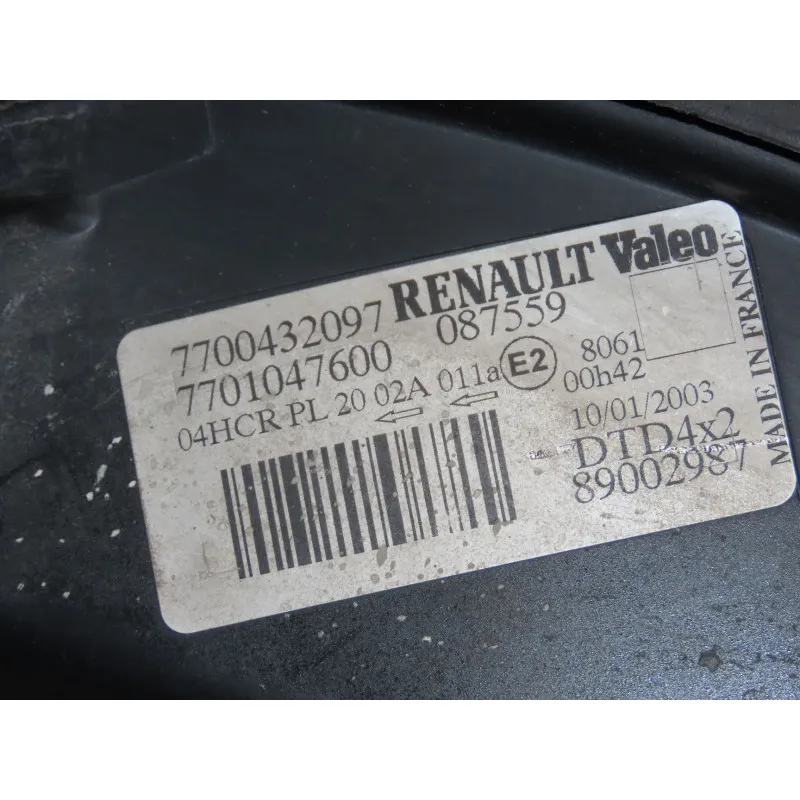 RENAULT Valeo
7700432097
087559
7701047600
04HCR PL 20 02A 011a E2
8061
00h42
10/01/2003
DTD4x2
89002987
MADE IN FRANCE